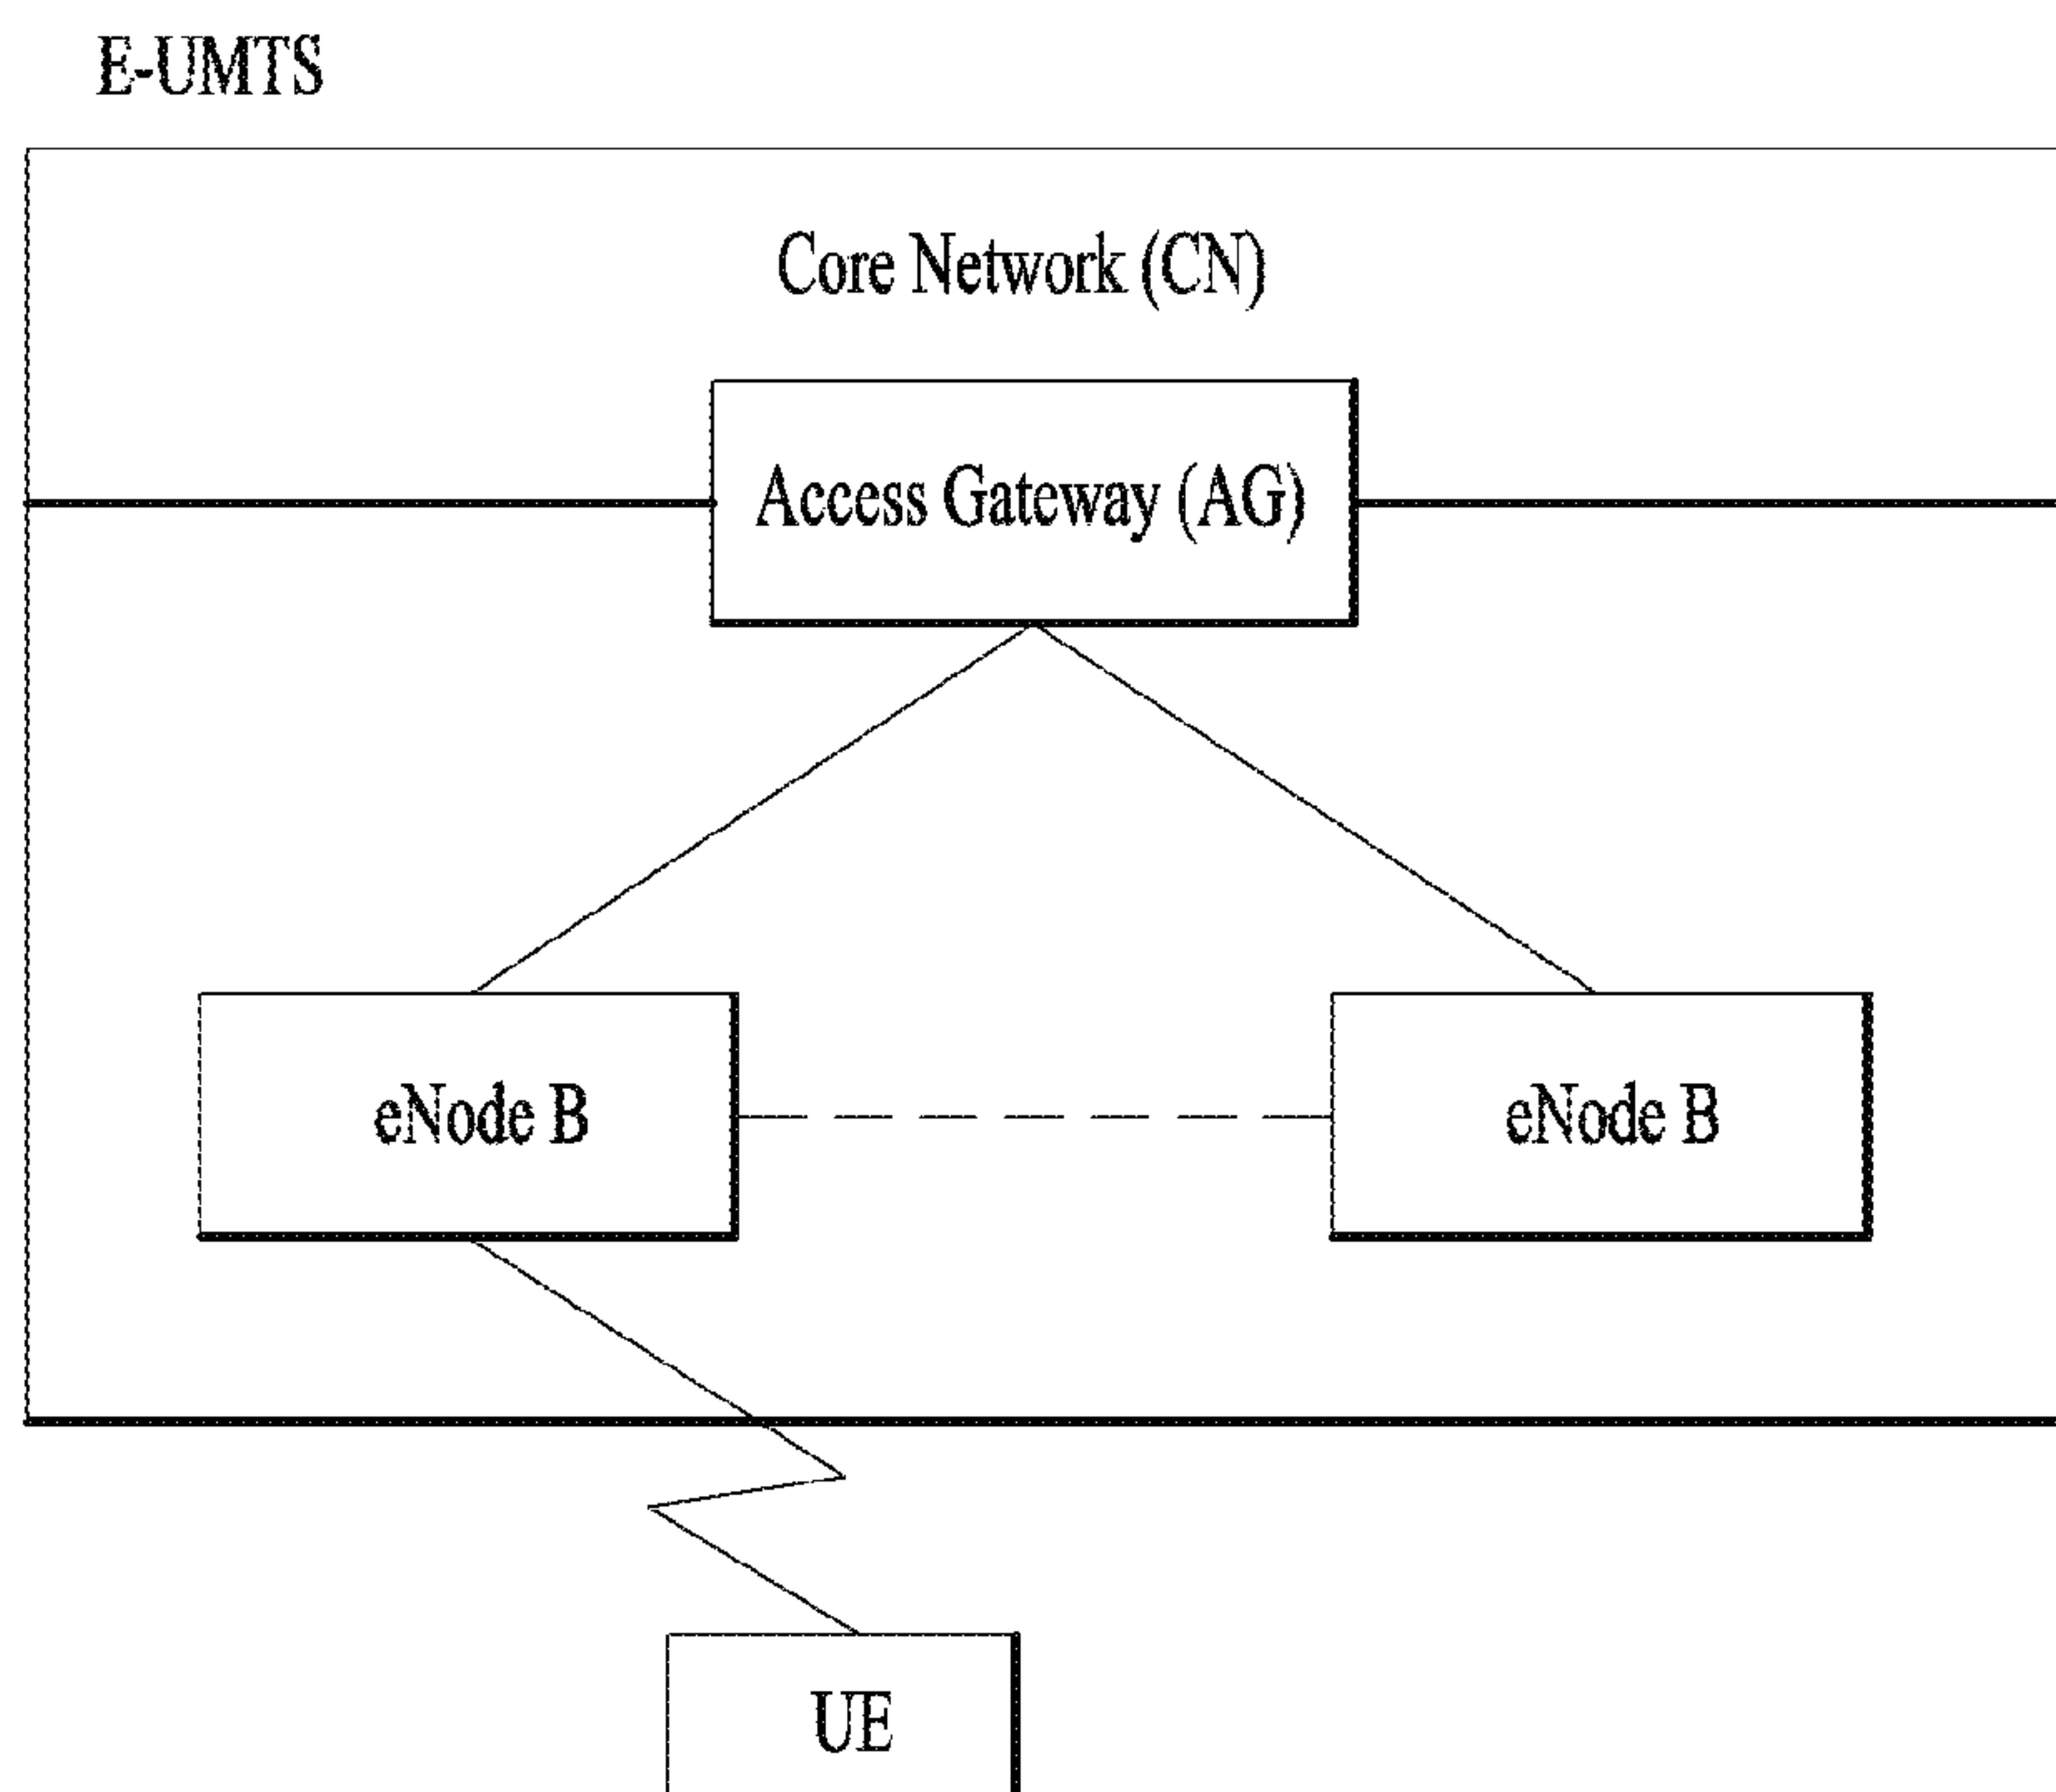 E-UMTS
Core Network (CN)
Access Gateway (AG)
eNode B
eNode B
UE